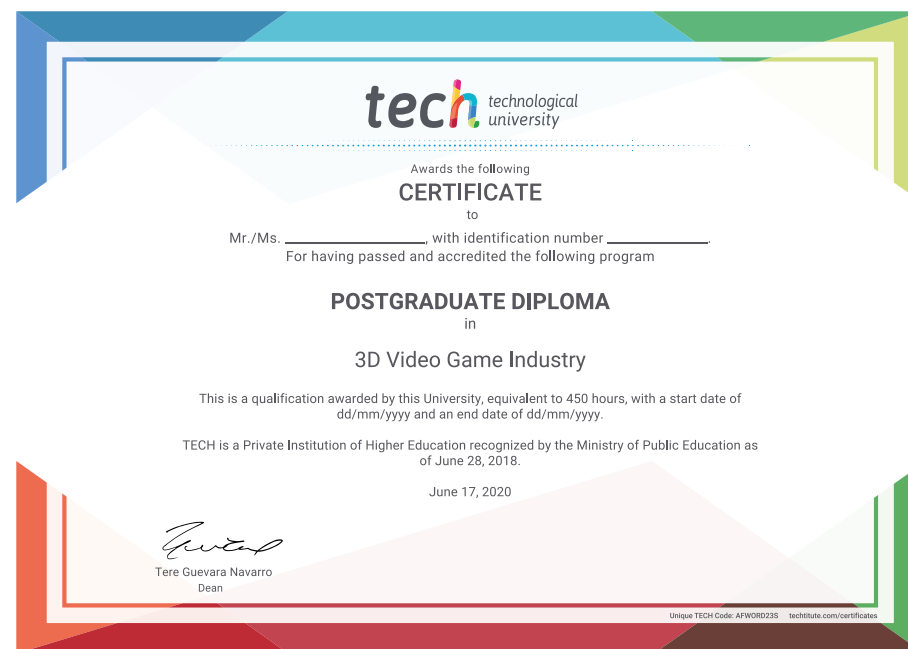 tech technological
university
Awards the following
CERTIFICATE
to
Mr./Ms. ____________________, with identification number ______________.
For having passed and accredited the following program
POSTGRADUATE DIPLOMA
in
3D Video Game Industry
This is a qualification awarded by this University, equivalent to 450 hours, with a start date of
dd/mm/yyyy and an end date of dd/mm/yyyy.
TECH is a Private Institution of Higher Education recognized by the Ministry of Public Education as
of June 28, 2018.
June 17, 2020
Tere Guevara Navarro
Dean
Unique TECH Code: AFWORD23S techtitute.com/certificates